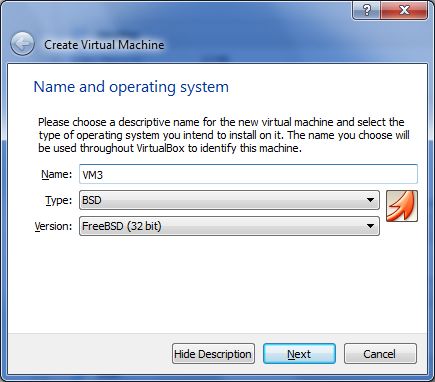 Create Virtual Machine
Name and operating system
Please choose a descriptive name for the new virtual machine and select the
type of operating system you intend to install on it. The name you choose will
be used throughout VirtualBox to identify this machine.
Name: VM3
Type: BSD
Version: FreeBSD (32 bit)
Hide Description Next Cancel